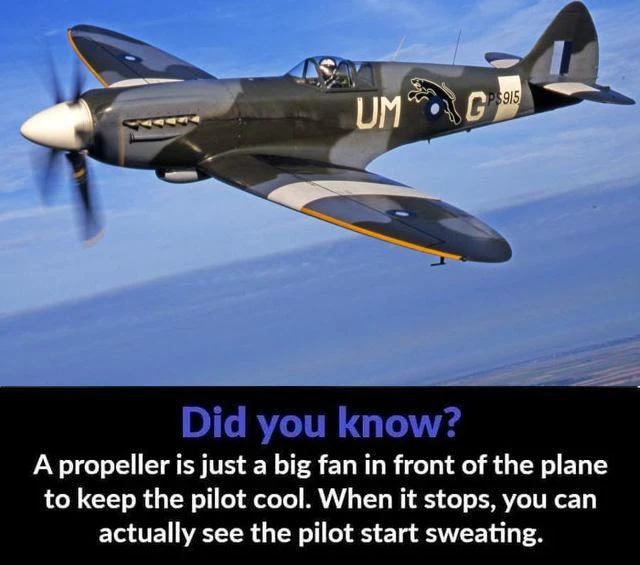 UM G PS915
Did you know?
A propeller is just a big fan in front of the plane
to keep the pilot cool. When it stops, you can
actually see the pilot start sweating.